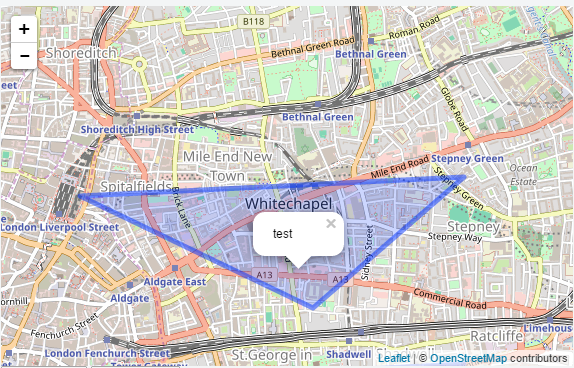 +
−
B118
Roman Road
Shoreditch
Bethnal Green Road
Bethnal Green
eet
Globe Road
Bethnal Green
Shoreditch High Street
Mile End New
Town
Mile End Road
Stepney Green
Ocean
Estate
Spitalfields
Brick Lane
Whitechapel
Stepney Green
London Liverpool Street
×
test
Stepney
Stepney Way
Sidney Street
A13
A13
Aldgate East
Aldgate
Commercial Road
ornhill
Fenchurch Street
Limehous
Ratcliffe
London Fenchurch Street
St.George in
Shadwell
Leaflet | © OpenStreetMap contributors